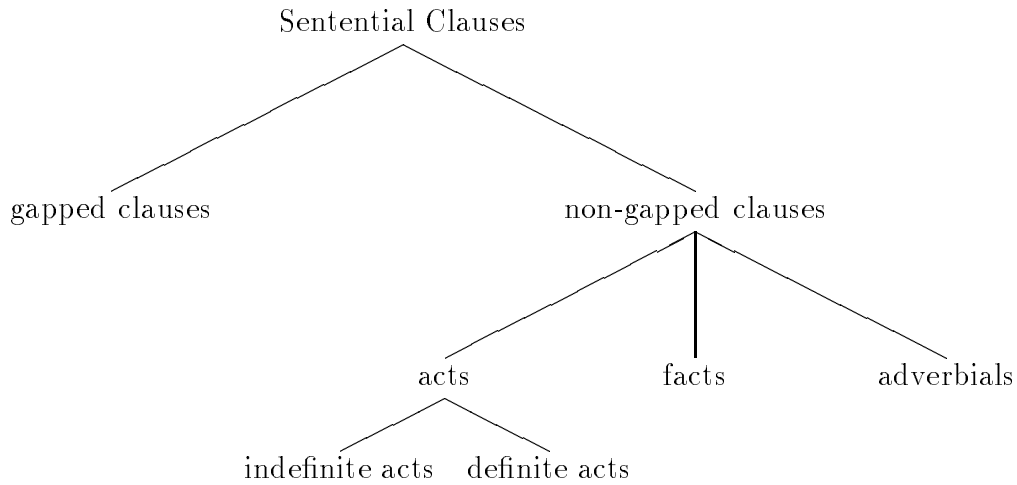 Sentential Clauses
gapped clauses
non-gapped clauses
acts
facts
adverbials
indefinite acts
definite acts